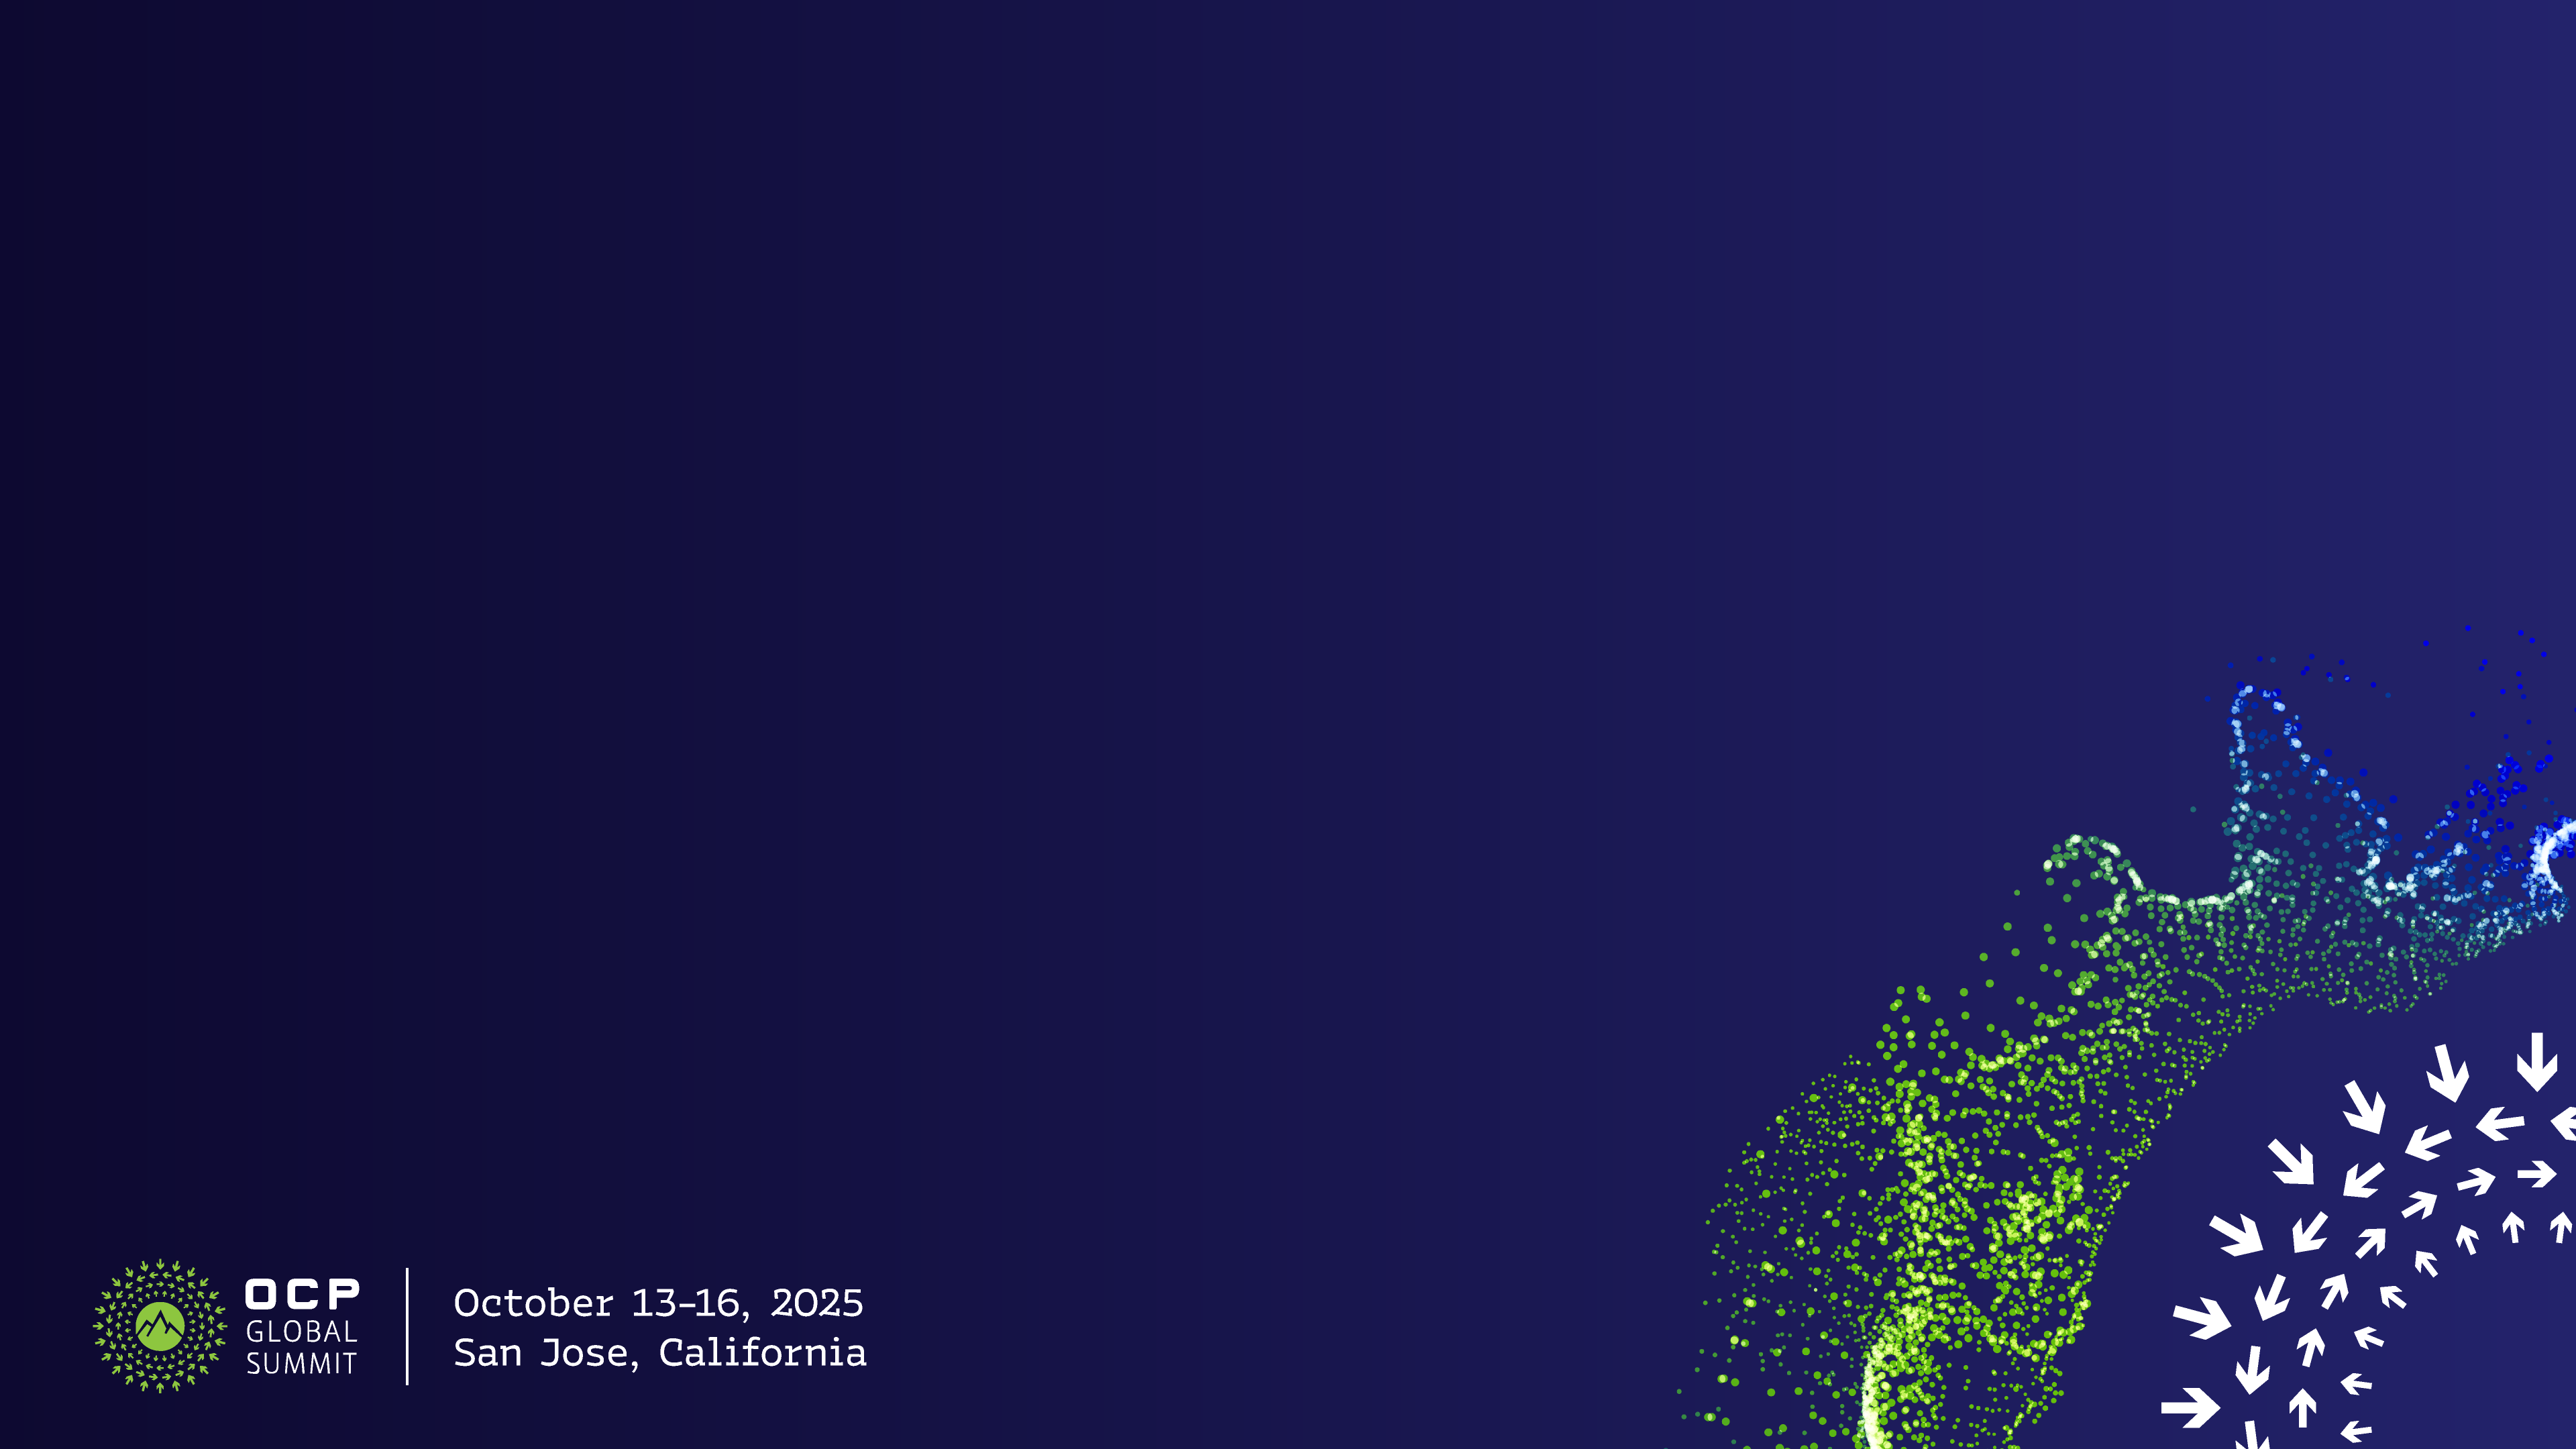 OCP
GLOBAL
SUMMIT
October 13-16, 2025
San Jose, California